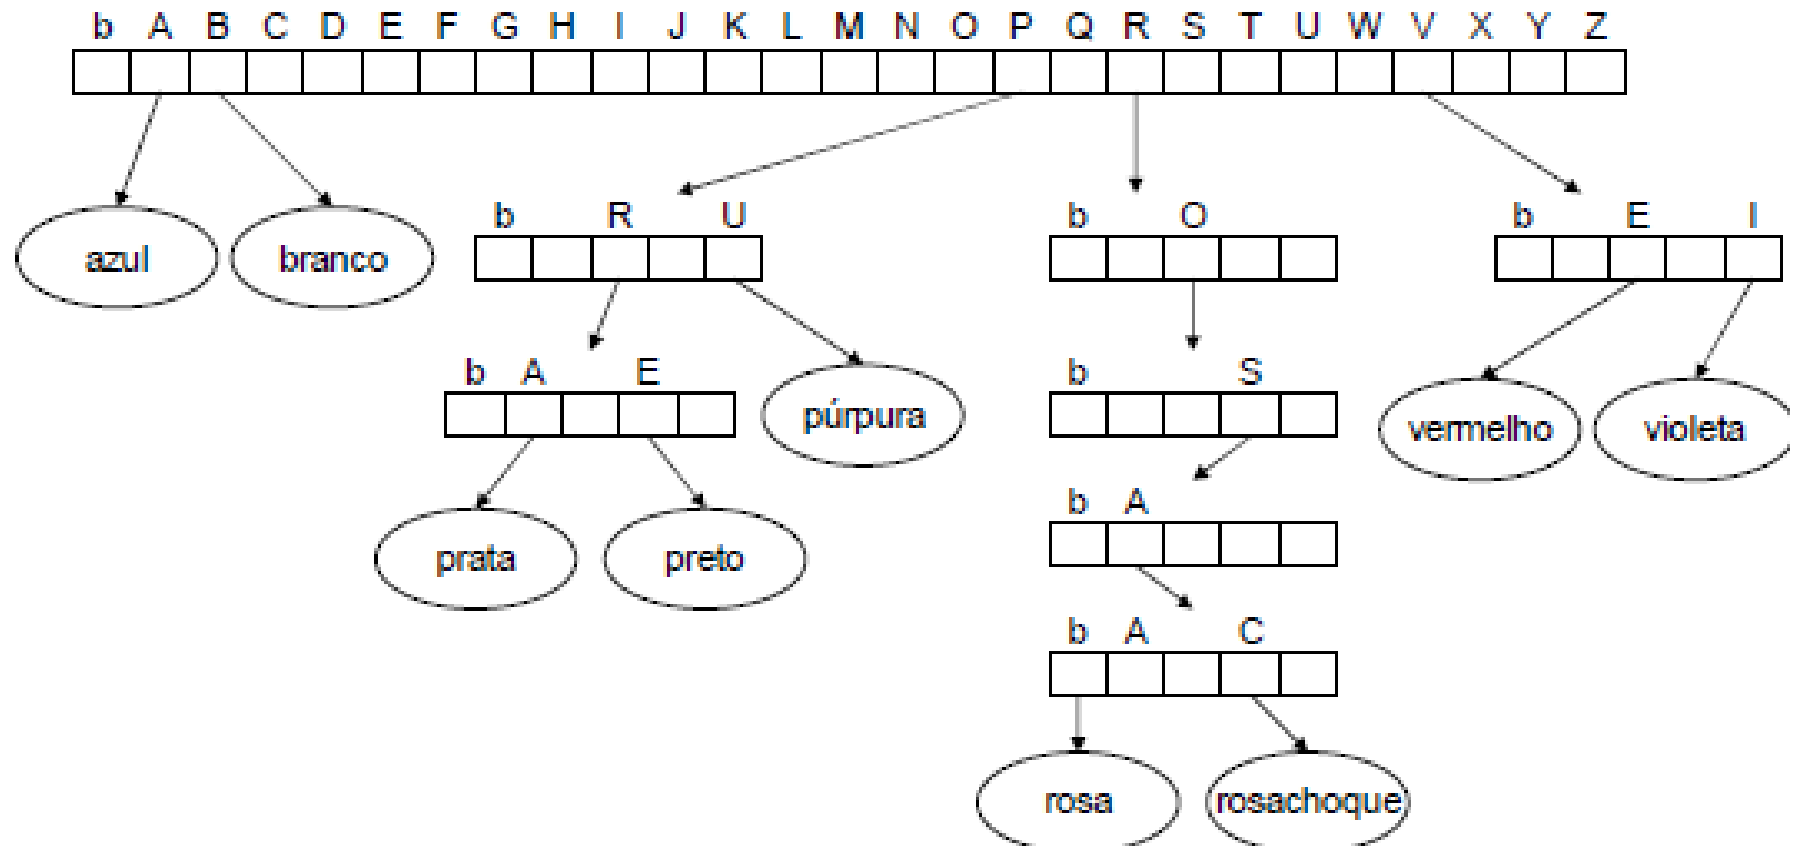 b A B C D E F G H I J K L M N O P Q R S T U W V X Y Z
b R U
b O
b E I
azul
branco
b A E
púrpura
b S
vermelho
violeta
b A
prata
preto
b A C
rosa
rosachoque